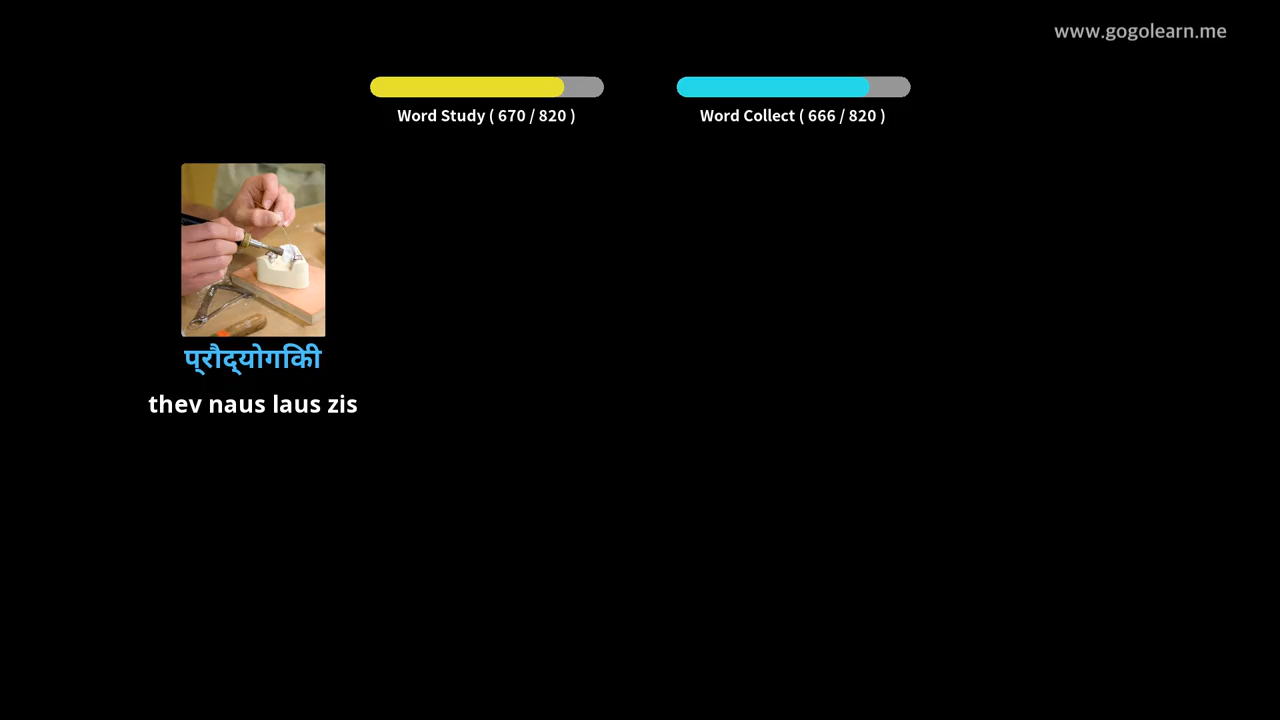 www.gogolearn.me
Word Study ( 670 / 820 )
Word Collect ( 666 / 820 )
प्रौद्योगिकी
thev naus laus zis